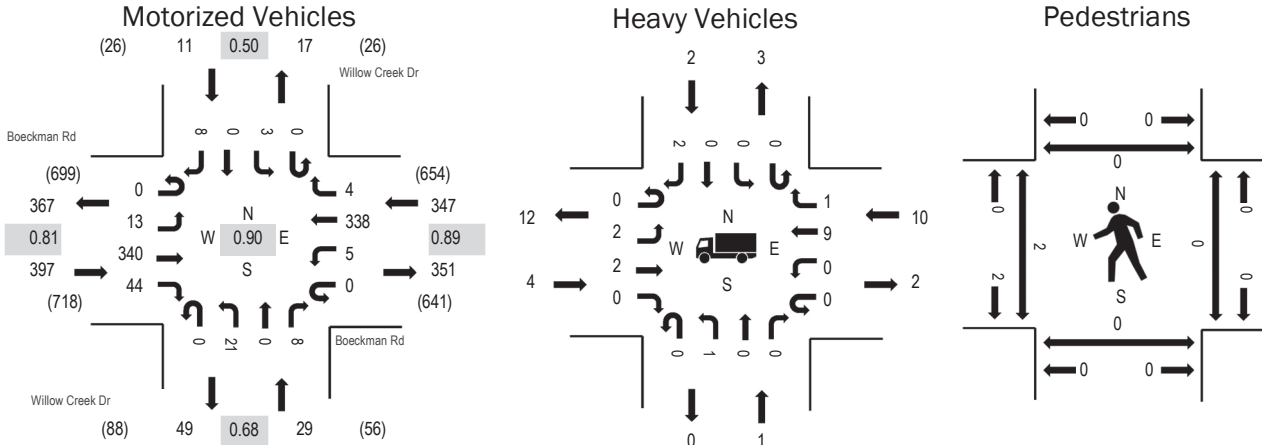 Motorized Vehicles
(26) 11 0.50 17 (26)
Willow Creek Dr
Boeckman Rd
8 0 3 0
(699) 0 4 (654)
367 13 338 347
0.81 W N 0.90 E S 0.89
397 340 5 351
(718) 44 0 (641)
0 21 0 8
Boeckman Rd
Willow Creek Dr
(88) 49 0.68 29 (56)
Heavy Vehicles
2 3
2 0 0 0
0 1
12 2 9 10
N
W E
S
4 2 0 2
0 0
0 1 0 0
0 1
Pedestrians
0 0
0
0 0
N
2 W E 0
S
2 0
0
0 0